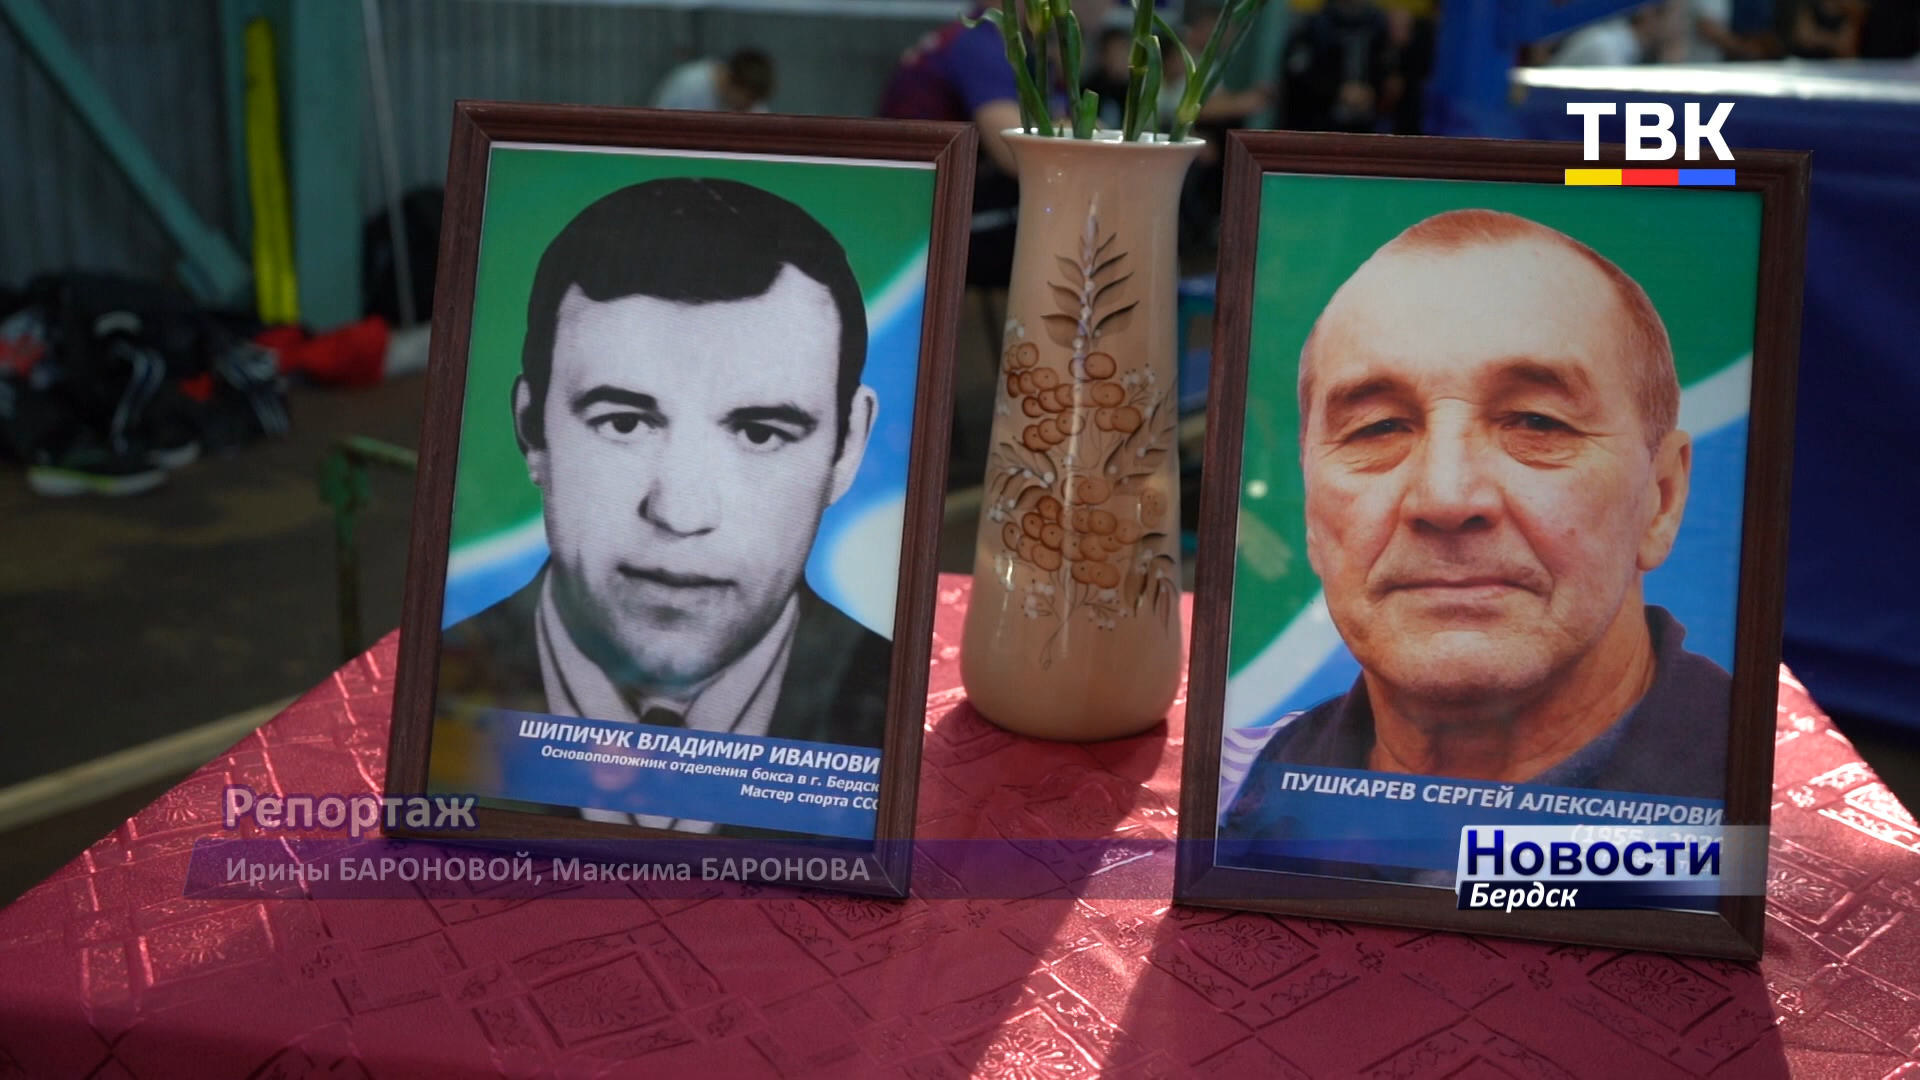 ТВК
ШИПИЧУК ВЛАДИМИР ИВАНОВИ
Основоположник отделения бокса в г. Бердск
Мастер спорта ССС
ПУШКАРЕВ СЕРГЕЙ АЛЕКСАНДРОВИ
Репортаж
Ирины БАРОНОВОЙ, Максима БАРОНОВА
Новости
Бердск